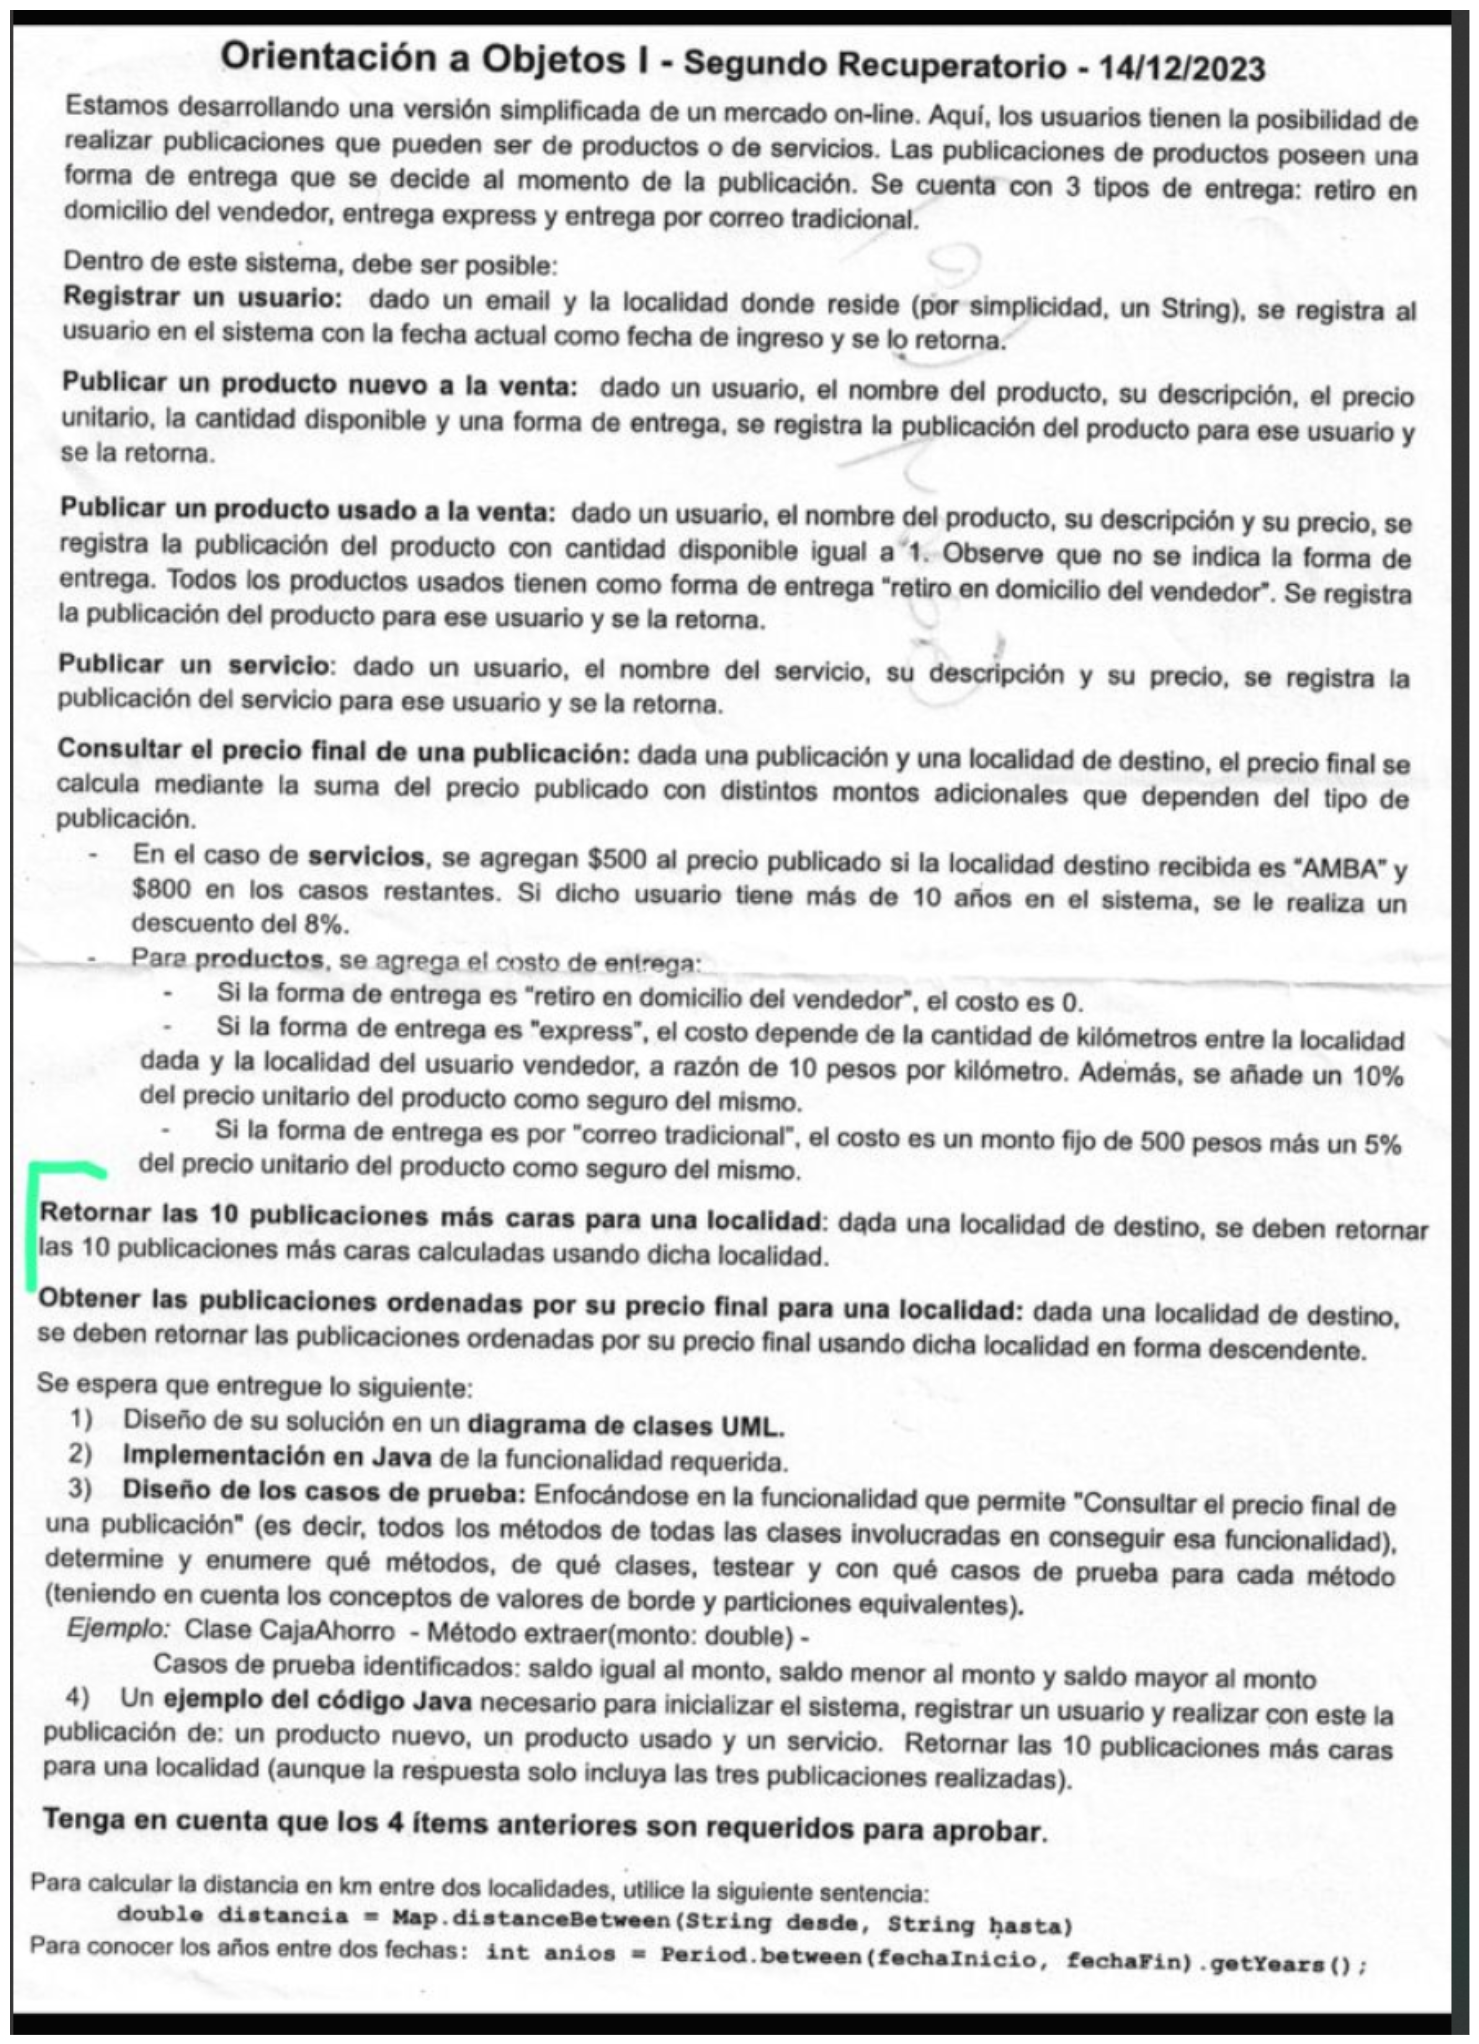 Orientación a Objetos I - Segundo Recuperatorio - 14/12/2023
Estamos desarrollando una versión simplificada de un mercado on-line. Aquí, los usuarios tienen la posibilidad de
realizar publicaciones que pueden ser de productos o de servicios. Las publicaciones de productos poseen una
forma de entrega que se decide al momento de la publicación. Se cuenta con 3 tipos de entrega: retiro en
domicilio del vendedor, entrega express y entrega por correo tradicional.
Dentro de este sistema, debe ser posible:
Registrar un usuario: dado un email y la localidad donde reside (por simplicidad, un String), se registra al
usuario en el sistema con la fecha actual como fecha de ingreso y se lo retorna.
Publicar un producto nuevo a la venta: dado un usuario, el nombre del producto, su descripción, el precio
unitario, la cantidad disponible y una forma de entrega, se registra la publicación del producto para ese usuario y
se la retorna.
Publicar un producto usado a la venta: dado un usuario, el nombre del producto, su descripción y su precio, se
registra la publicación del producto con cantidad disponible igual a 1. Observe que no se indica la forma de
entrega. Todos los productos usados tienen como forma de entrega "retiro en domicilio del vendedor". Se registra
la publicación del producto para ese usuario y se la retorna.
Publicar un servicio: dado un usuario, el nombre del servicio, su descripción y su precio, se registra la
publicación del servicio para ese usuario y se la retorna.
Consultar el precio final de una publicación: dada una publicación y una localidad de destino, el precio final se
calcula mediante la suma del precio publicado con distintos montos adicionales que dependen del tipo de
publicación.
- En el caso de servicios, se agregan $500 al precio publicado si la localidad destino recibida es "AMBA" y
$800 en los casos restantes. Si dicho usuario tiene más de 10 años en el sistema, se le realiza un
descuento del 8%.
- Para productos, se agrega el costo de entrega:
- Si la forma de entrega es "retiro en domicilio del vendedor", el costo es 0.
- Si la forma de entrega es "express", el costo depende de la cantidad de kilómetros entre la localidad
dada y la localidad del usuario vendedor, a razón de 10 pesos por kilómetro. Además, se añade un 10%
del precio unitario del producto como seguro del mismo.
- Si la forma de entrega es por "correo tradicional", el costo es un monto fijo de 500 pesos más un 5%
del precio unitario del producto como seguro del mismo.
Retornar las 10 publicaciones más caras para una localidad: dada una localidad de destino, se deben retornar
las 10 publicaciones más caras calculadas usando dicha localidad.
Obtener las publicaciones ordenadas por su precio final para una localidad: dada una localidad de destino,
se deben retornar las publicaciones ordenadas por su precio final usando dicha localidad en forma descendente.
Se espera que entregue lo siguiente:
1) Diseño de su solución en un diagrama de clases UML.
2) Implementación en Java de la funcionalidad requerida.
3) Diseño de los casos de prueba: Enfocándose en la funcionalidad que permite "Consultar el precio final de
una publicación" (es decir, todos los métodos de todas las clases involucradas en conseguir esa funcionalidad),
determine y enumere qué métodos, de qué clases, testear y con qué casos de prueba para cada método
(teniendo en cuenta los conceptos de valores de borde y particiones equivalentes).
Ejemplo: Clase CajaAhorro - Método extraer(monto: double) -
Casos de prueba identificados: saldo igual al monto, saldo menor al monto y saldo mayor al monto
4) Un ejemplo del código Java necesario para inicializar el sistema, registrar un usuario y realizar con este la
publicación de: un producto nuevo, un producto usado y un servicio. Retornar las 10 publicaciones más caras
para una localidad (aunque la respuesta solo incluya las tres publicaciones realizadas).
Tenga en cuenta que los 4 ítems anteriores son requeridos para aprobar.
Para calcular la distancia en km entre dos localidades, utilice la siguiente sentencia:
double distancia = Map.distanceBetween(String desde, String hasta)
Para conocer los años entre dos fechas: int anios = Period.between(fechaInicio, fechaFin).getYears();